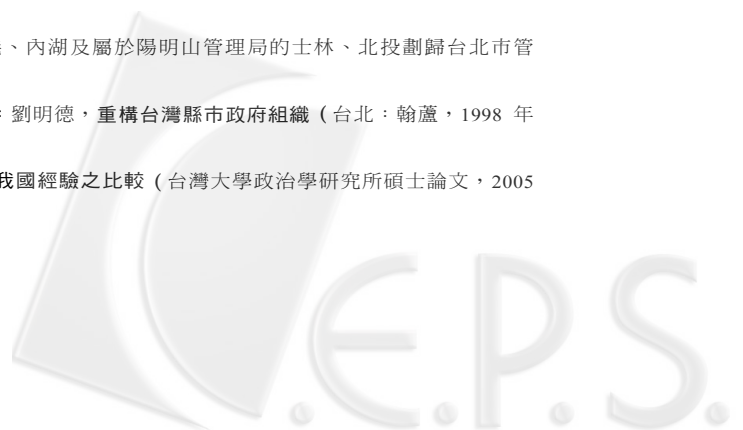 、內湖及屬於陽明山管理局的士林、北投劃歸台北市管
：劉明德，重構台灣縣市政府組織（台北：翰蘆，1998 年
我國經驗之比較（台灣大學政治學研究所碩士論文，2005
C.E.P.S.